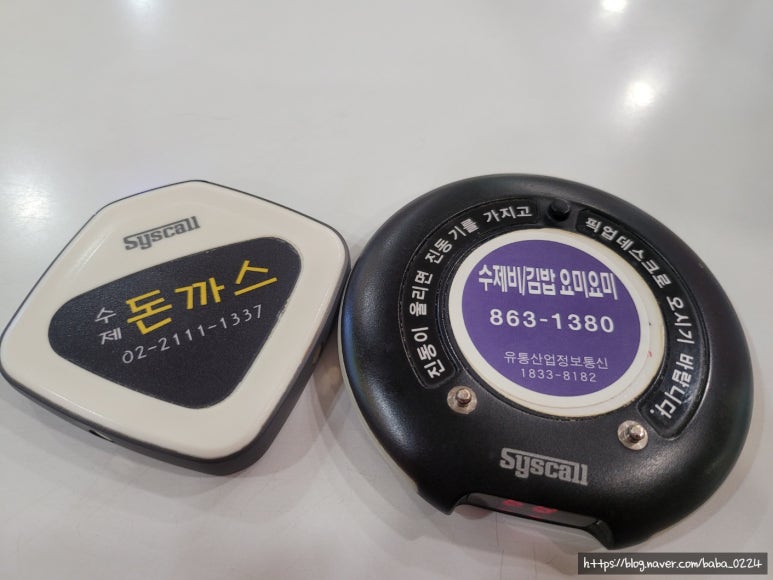 Syscall
수제 돈까스
02-2111-1337
진동이 울리면 진동기를 가지고
픽업데스크로 오시기 바랍니다.
수제비/김밥 요미요미
863-1380
유통산업정보통신
1833-8182
Syscall
https://blog.naver.com/baba_0224